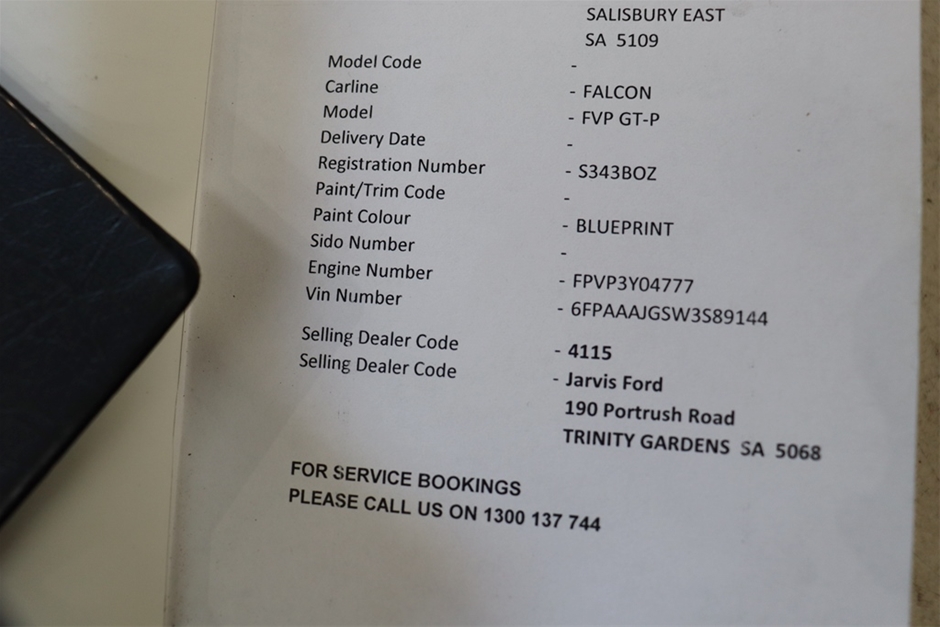 SALISBURY EAST
SA 5109
Model Code -
Carline - FALCON
Model - FVP GT-P
Delivery Date -
Registration Number - S343BOZ
Paint/Trim Code -
Paint Colour - BLUEPRINT
Sido Number -
Engine Number - FPVP3Y04777
Vin Number - 6FPAAAJGSW3S89144
Selling Dealer Code - 4115
Selling Dealer Code - Jarvis Ford
190 Portrush Road
TRINITY GARDENS SA 5068
FOR SERVICE BOOKINGS
PLEASE CALL US ON 1300 137 744